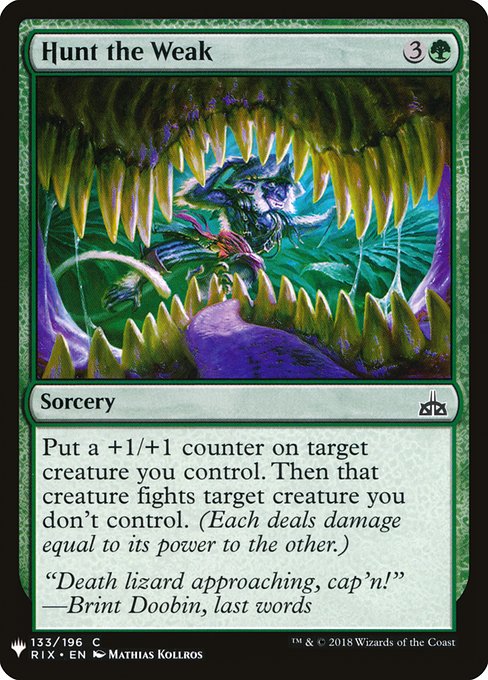 Hunt the Weak 3
Sorcery
Put a +1/+1 counter on target
creature you control. Then that
creature fights target creature you
don't control. (Each deals damage
equal to its power to the other.)
“Death lizard approaching, cap'n!”
—Brint Doobin, last words
133/196 C
RIX • EN Mathias Kollros
™ & © 2018 Wizards of the Coast